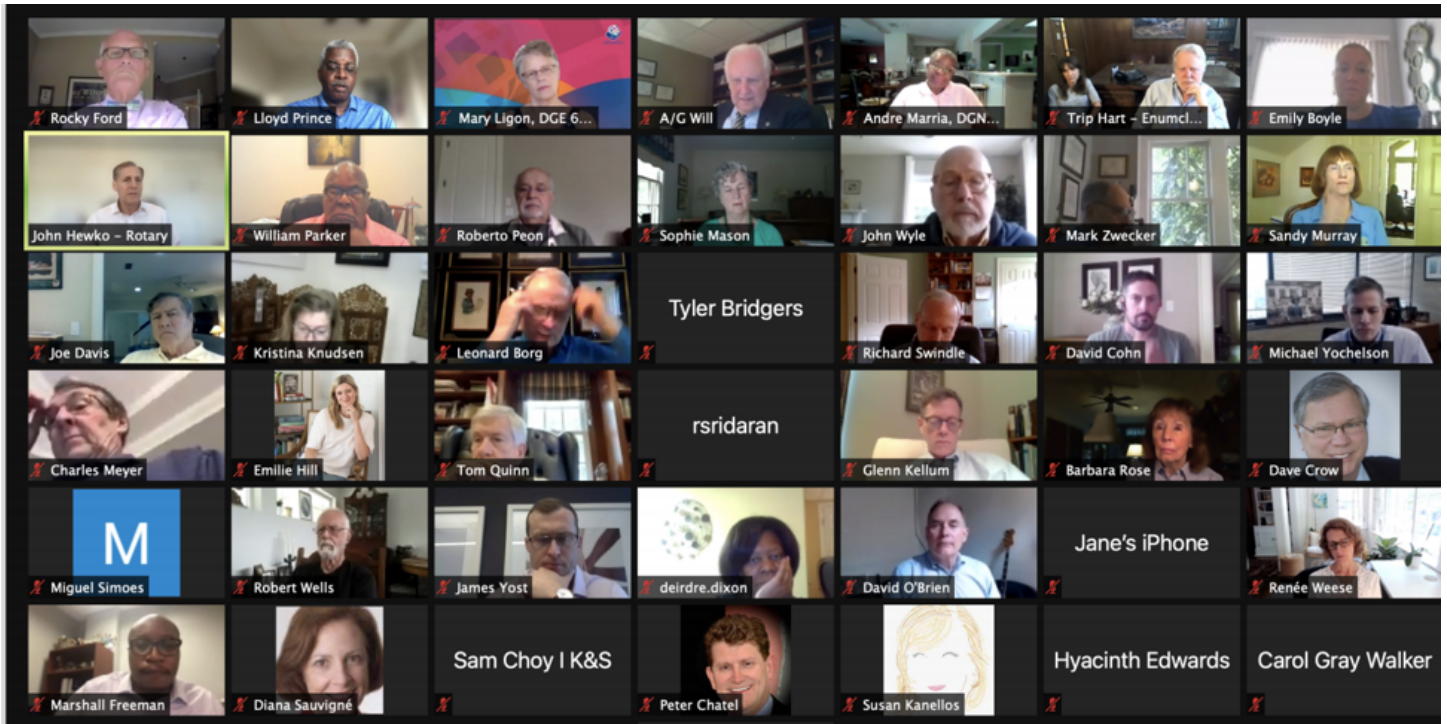 Rocky Ford
Lloyd Prince
Mary Ligon, DGE 6...
A/G Will
Andre Marria, DGN...
Trip Hart – Enumcl...
Emily Boyle
John Hewko – Rotary
William Parker
Roberto Peon
Sophie Mason
John Wyle
Mark Zwecker
Sandy Murray
Joe Davis
Kristina Knudsen
Leonard Borg
Tyler Bridgers
Richard Swindle
David Cohn
Michael Yochelson
Charles Meyer
Emilie Hill
Tom Quinn
rsridaran
Glenn Kellum
Barbara Rose
Dave Crow
M
Miguel Simoes
Robert Wells
James Yost
deirdre.dixon
David O'Brien
Jane's iPhone
Renée Weese
Marshall Freeman
Diana Sauvigné
Sam Choy I K&S
Peter Chatel
Susan Kanellos
Hyacinth Edwards
Carol Gray Walker